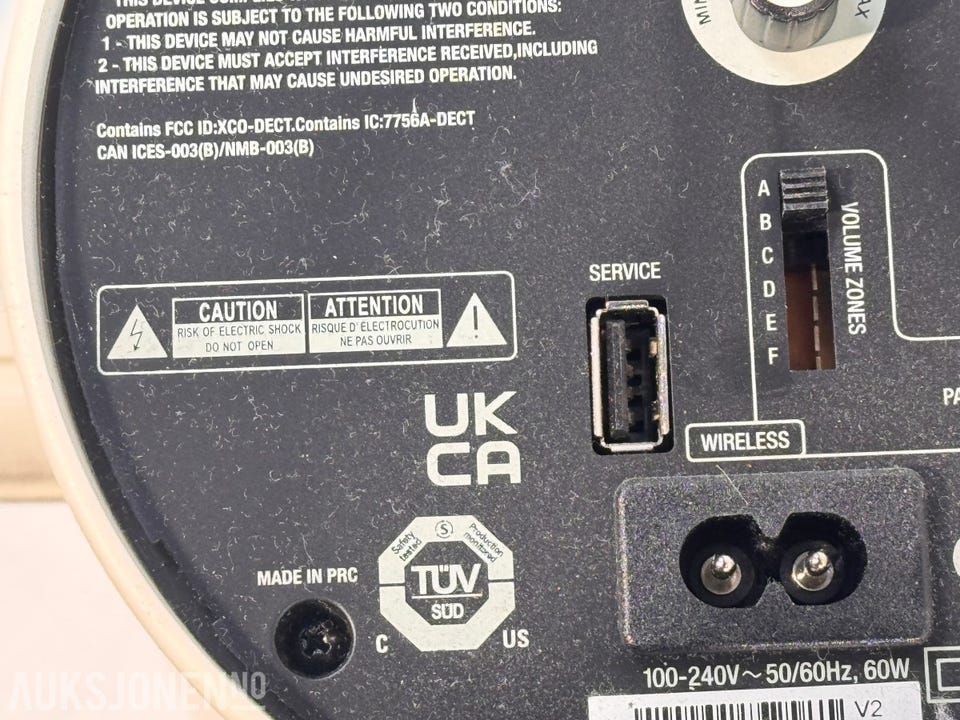 OPERATION IS SUBJECT TO THE FOLLOWING TWO CONDITIONS:
1 - THIS DEVICE MAY NOT CAUSE HARMFUL INTERFERENCE.
2 - THIS DEVICE MUST ACCEPT INTERFERENCE RECEIVED,INCLUDING
INTERFERENCE THAT MAY CAUSE UNDESIRED OPERATION.
Contains FCC ID:XCO-DECT.Contains IC:7756A-DECT
CAN ICES-003(B)/NMB-003(B)
MIN
A
B
C
D
E
F
VOLUME ZONES
SERVICE
CAUTION
RISK OF ELECTRIC SHOCK
DO NOT OPEN
ATTENTION
RISQUE D' ELECTROCUTION
NE PAS OUVRIR
UK
CA
WIRELESS
Safety
tested
S
Production
monitored
TÜV
SÜD
C
US
MADE IN PRC
100-240V~ 50/60Hz, 60W
V2
AUKSJONEN.NO